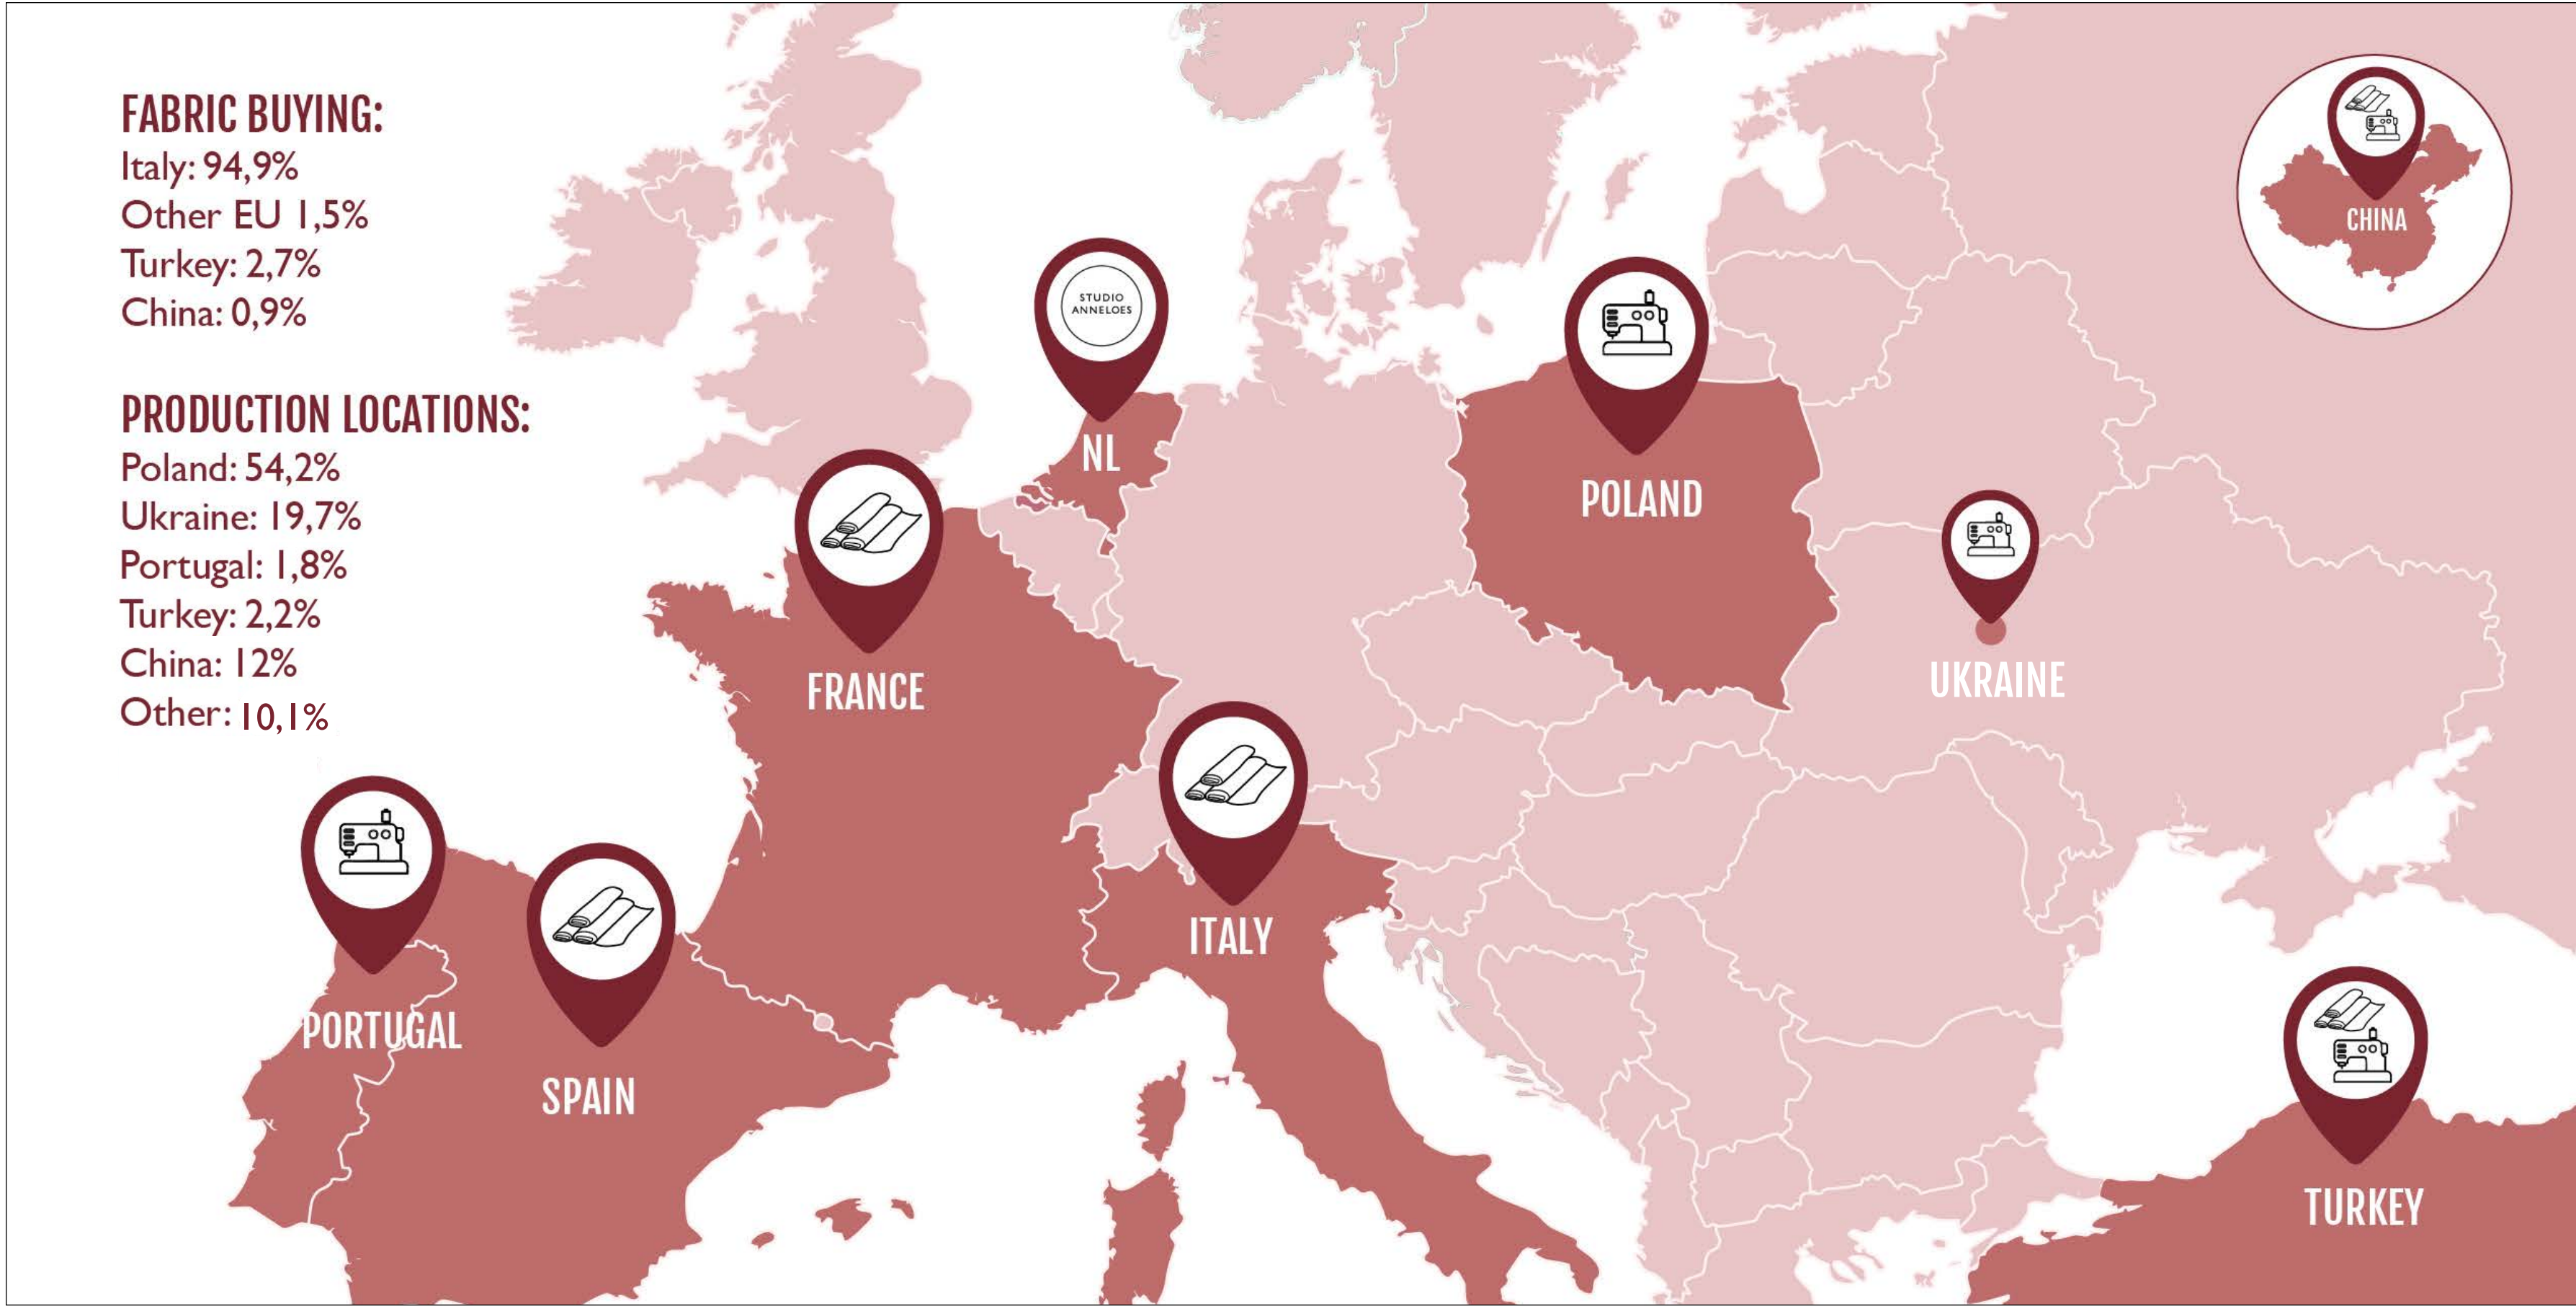 FABRIC BUYING:
Italy: 94,9%
Other EU 1,5%
Turkey: 2,7%
China: 0,9%
PRODUCTION LOCATIONS:
Poland: 54,2%
Ukraine: 19,7%
Portugal: 1,8%
Turkey: 2,2%
China: 12%
Other: 10,1%
CHINA
STUDIO
ANNELOES
NL
POLAND
FRANCE
UKRAINE
ITALY
PORTUGAL
SPAIN
TURKEY